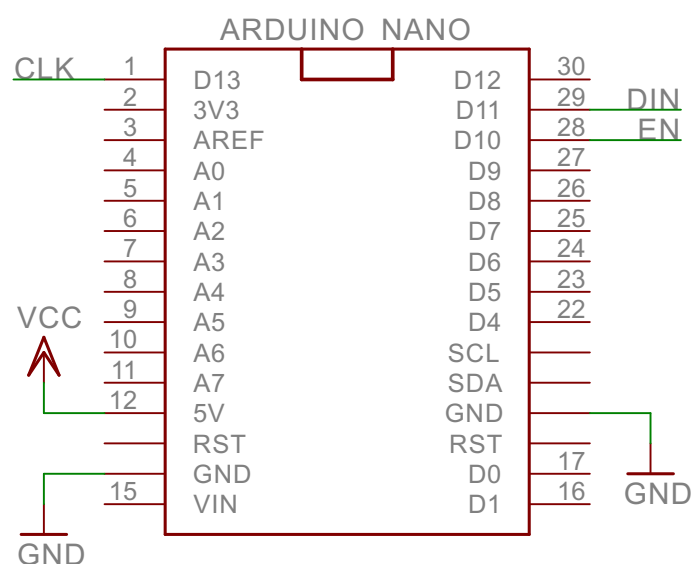 ARDUINO NANO
CLK 1 D13 D12 30
2 3V3 D11 29 DIN
3 AREF D10 28 EN
4 A0 D9 27
5 A1 D8 26
6 A2 D7 25
7 A3 D6 24
8 A4 D5 23
9 A5 D4 22
VCC
10 A6 SCL
11 A7 SDA
12 5V GND
RST RST
GND D0 17
15 VIN D1 16
GND
GND